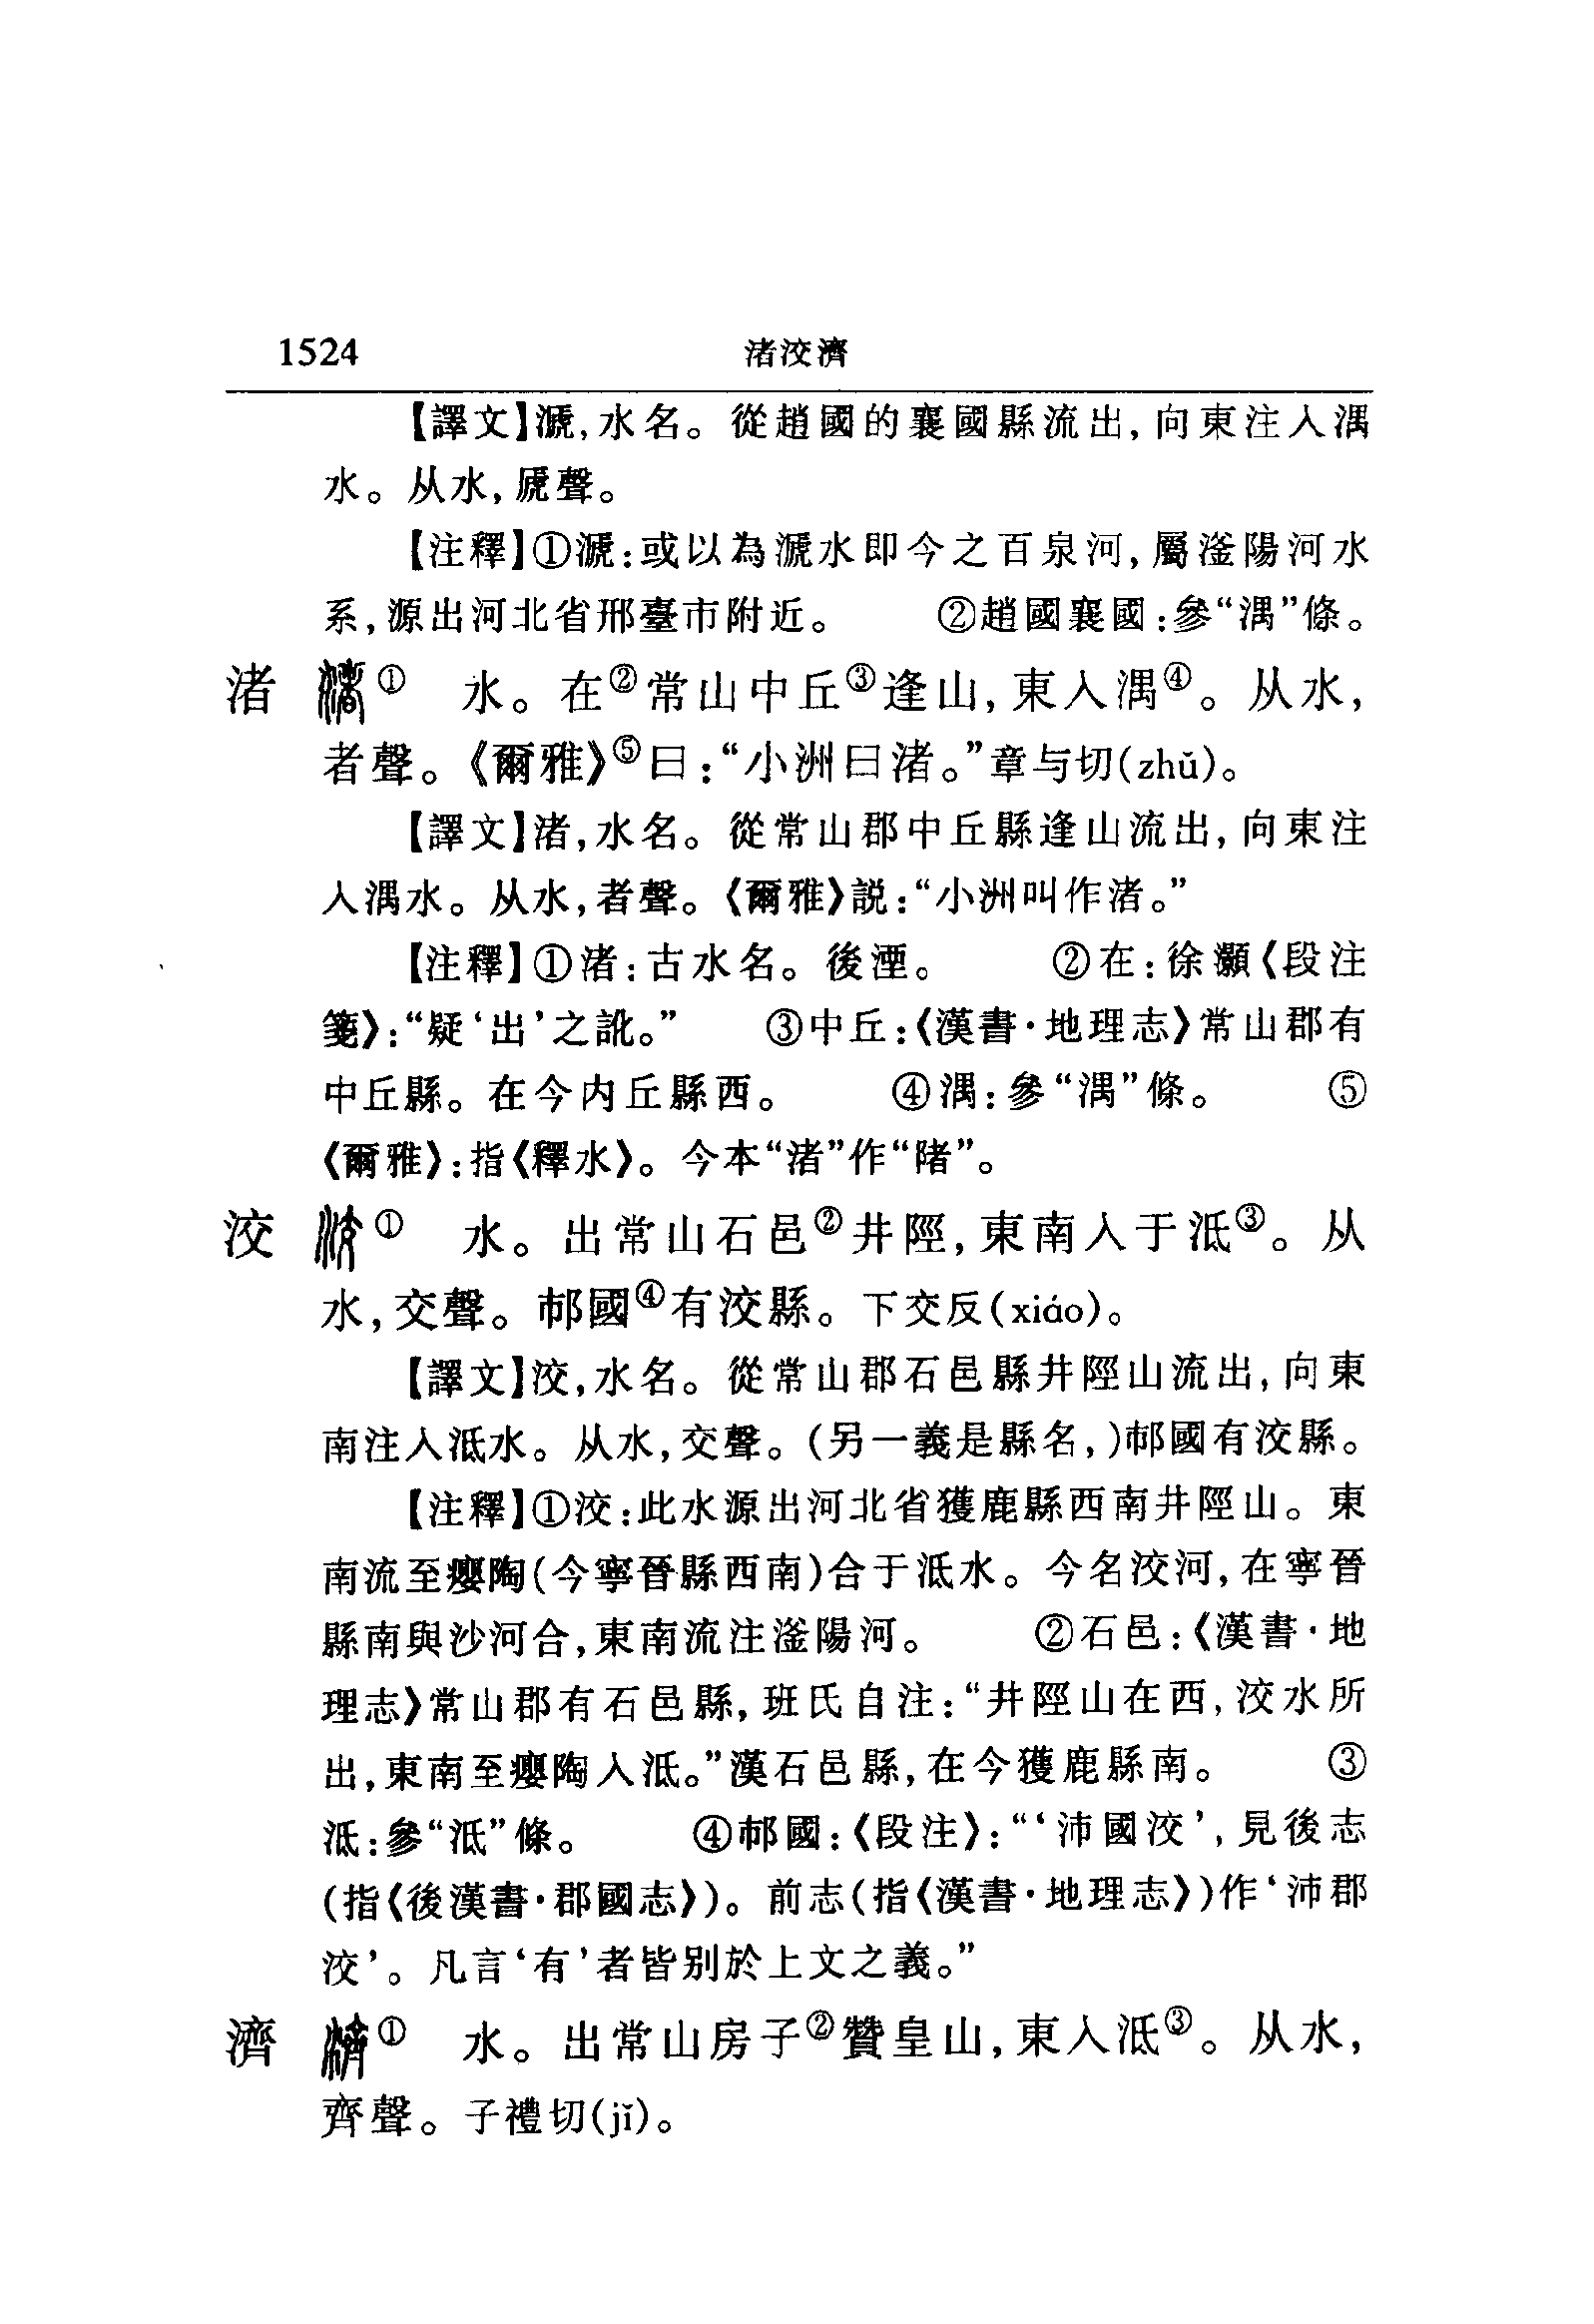 1524
渚洨濟
【譯文】㵩,水名。從趙國的襄國縣流出,向東注入湡
水。从水,虒聲。
【注釋】①㵩:或以為㵩水即今之百泉河,屬滏陽河水
系,源出河北省邢臺市附近。 ②趙國襄國:參“湡”條。
渚 ① 水。在②常山中丘③逢山,東入湡④。从水,
者聲。《爾雅》⑤曰:“小洲曰渚。”章与切(zhǔ)。
【譯文】渚,水名。從常山郡中丘縣逢山流出,向東注
入湡水。从水,者聲。《爾雅》説:“小洲叫作渚。”
【注釋】①渚:古水名。後湮。 ②在:徐灝《段注
箋》:“疑‘出’之訛。” ③中丘:《漢書·地理志》常山郡有
中丘縣。在今内丘縣西。 ④湡:參“湡”條。 ⑤
《爾雅》:指《釋水》。今本“渚”作“陼”。
洨 ① 水。出常山石邑②井陘,東南入于泜③。从
水,交聲。邟國④有洨縣。下交反(xiáo)。
【譯文】洨,水名。從常山郡石邑縣井陘山流出,向東
南注入泜水。从水,交聲。(另一義是縣名,)邟國有洨縣。
【注釋】①洨:此水源出河北省獲鹿縣西南井陘山。東
南流至癭陶(今寧晉縣西南)合于泜水。今名洨河,在寧晉
縣南與沙河合,東南流注滏陽河。 ②石邑:《漢書·地
理志》常山郡有石邑縣,班氏自注:“井陘山在西,洨水所
出,東南至癭陶入泜。”漢石邑縣,在今獲鹿縣南。 ③
泜:參“泜”條。 ④邟國:《段注》:“‘沛國洨’,見後志
(指《後漢書·郡國志》)。前志(指《漢書·地理志》)作‘沛郡
洨’。凡言‘有’者皆别於上文之義。”
濟 ① 水。出常山房子②贊皇山,東入泜③。从水,
齊聲。子禮切(jǐ)。